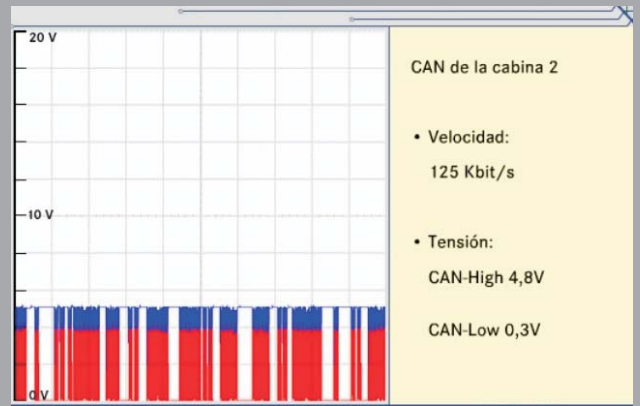 20 V
10 V
0 V
CAN de la cabina 2
• Velocidad:
125 Kbit/s
• Tensión:
CAN-High 4,8V
CAN-Low 0,3V